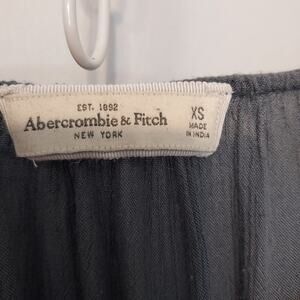 EST. 1892
Abercrombie & Fitch
NEW YORK
XS
MADE
IN INDIA